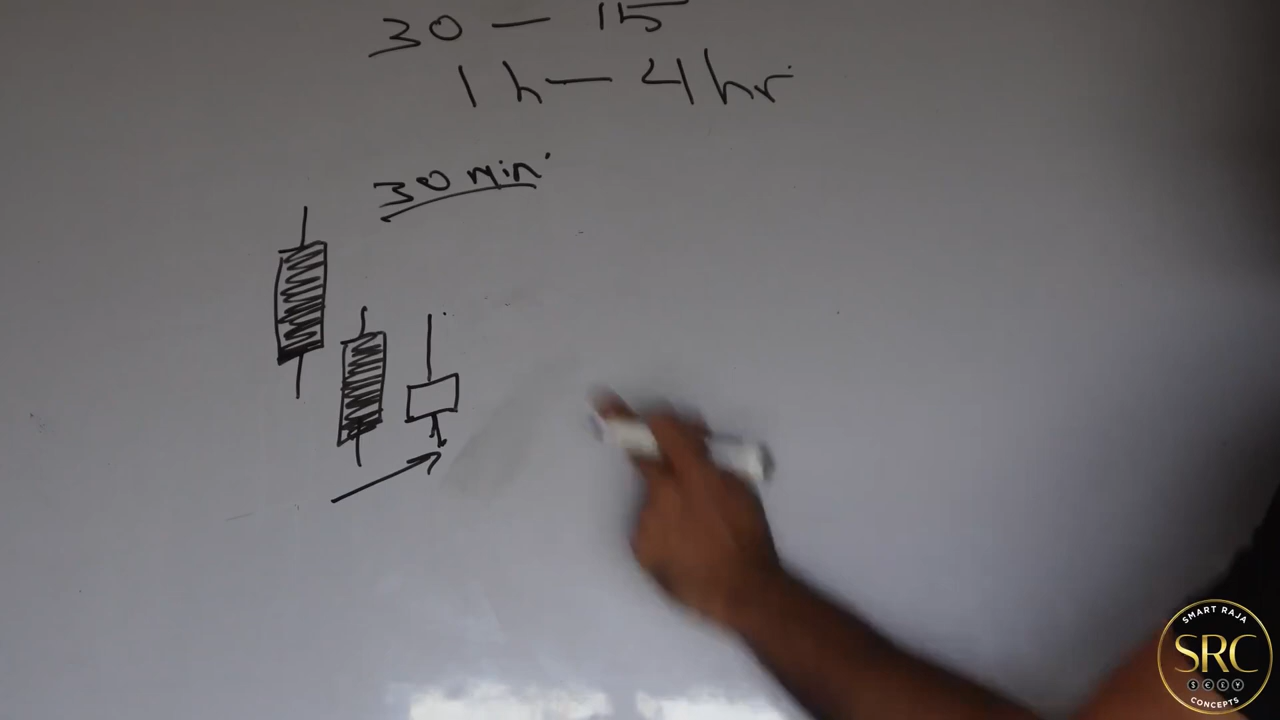 30 — 15
1 h — 4 hr
30 min
SMART RAJA
SRC
CONCEPTS